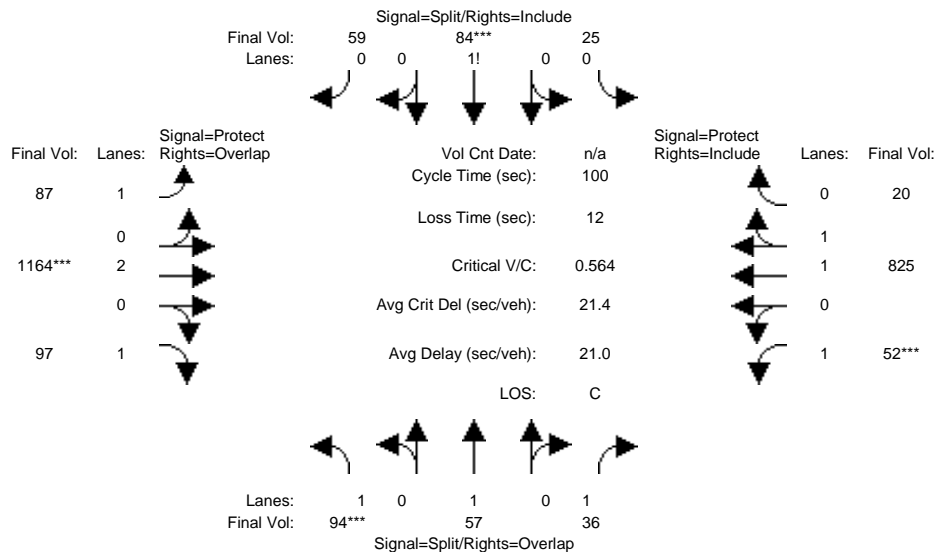 Signal=Split/Rights=Include
Final Vol: 59 84*** 25
Lanes: 0 0 1! 0 0
Signal=Protect
Final Vol: Lanes: Rights=Overlap
Vol Cnt Date: n/a
Signal=Protect
Rights=Include Lanes: Final Vol:
Cycle Time (sec): 100
87 1
0 20
Loss Time (sec): 12
0
1
1164*** 2
Critical V/C: 0.564
1 825
0
Avg Crit Del (sec/veh): 21.4
0
97 1
Avg Delay (sec/veh): 21.0
1 52***
LOS: C
Lanes: 1 0 1 0 1
Final Vol: 94*** 57 36
Signal=Split/Rights=Overlap